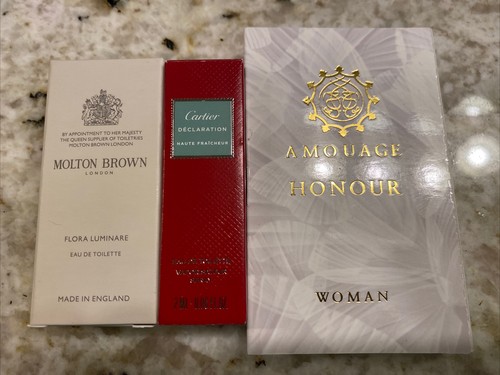 BY APPOINTMENT TO HER MAJESTY
THE QUEEN SUPPLIER OF TOILETRIES
MOLTON BROWN LONDON
MOLTON BROWN
LONDON
FLORA LUMINARE
EAU DE TOILETTE
MADE IN ENGLAND
Cartier
DÉCLARATION
HAUTE FRAÎCHEUR
AMOUAGE
HONOUR
WOMAN